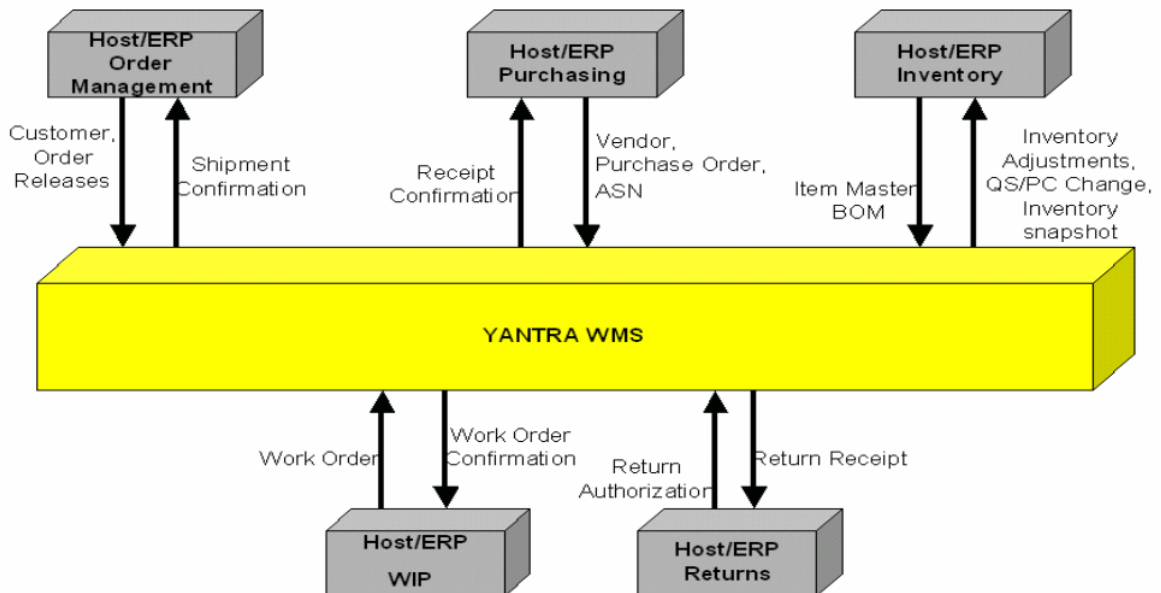 Host/ERP
Order
Management
Host/ERP
Purchasing
Host/ERP
Inventory
Customer,
Order
Releases
Shipment
Confirmation
Receipt
Confirmation
Vendor,
Purchase Order,
ASN
Item Master
BOM
Inventory
Adjustments,
QS/PC Change,
Inventory
snapshot
YANTRA WMS
Work Order
Work Order
Confirmation
Return
Authorization
Return Receipt
Host/ERP
WIP
Host/ERP
Returns